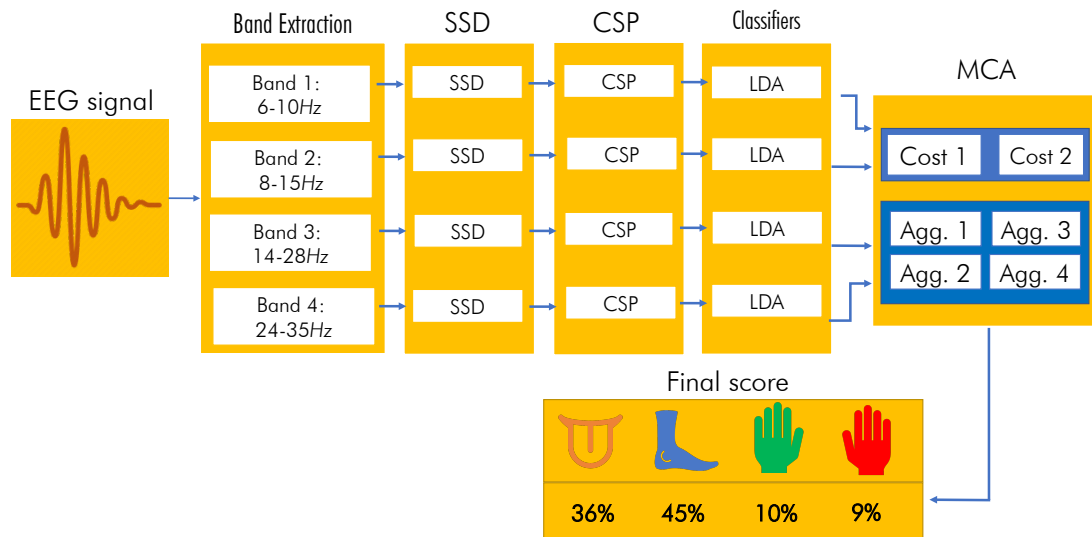 Band Extraction
SSD
CSP
Classifiers
MCA
EEG signal
Band 1:
6-10Hz
SSD
CSP
LDA
Band 2:
8-15Hz
SSD
CSP
LDA
Band 3:
14-28Hz
SSD
CSP
LDA
Band 4:
24-35Hz
SSD
CSP
LDA
Cost 1
Cost 2
Agg. 1
Agg. 3
Agg. 2
Agg. 4
Final score
36%
45%
10%
9%